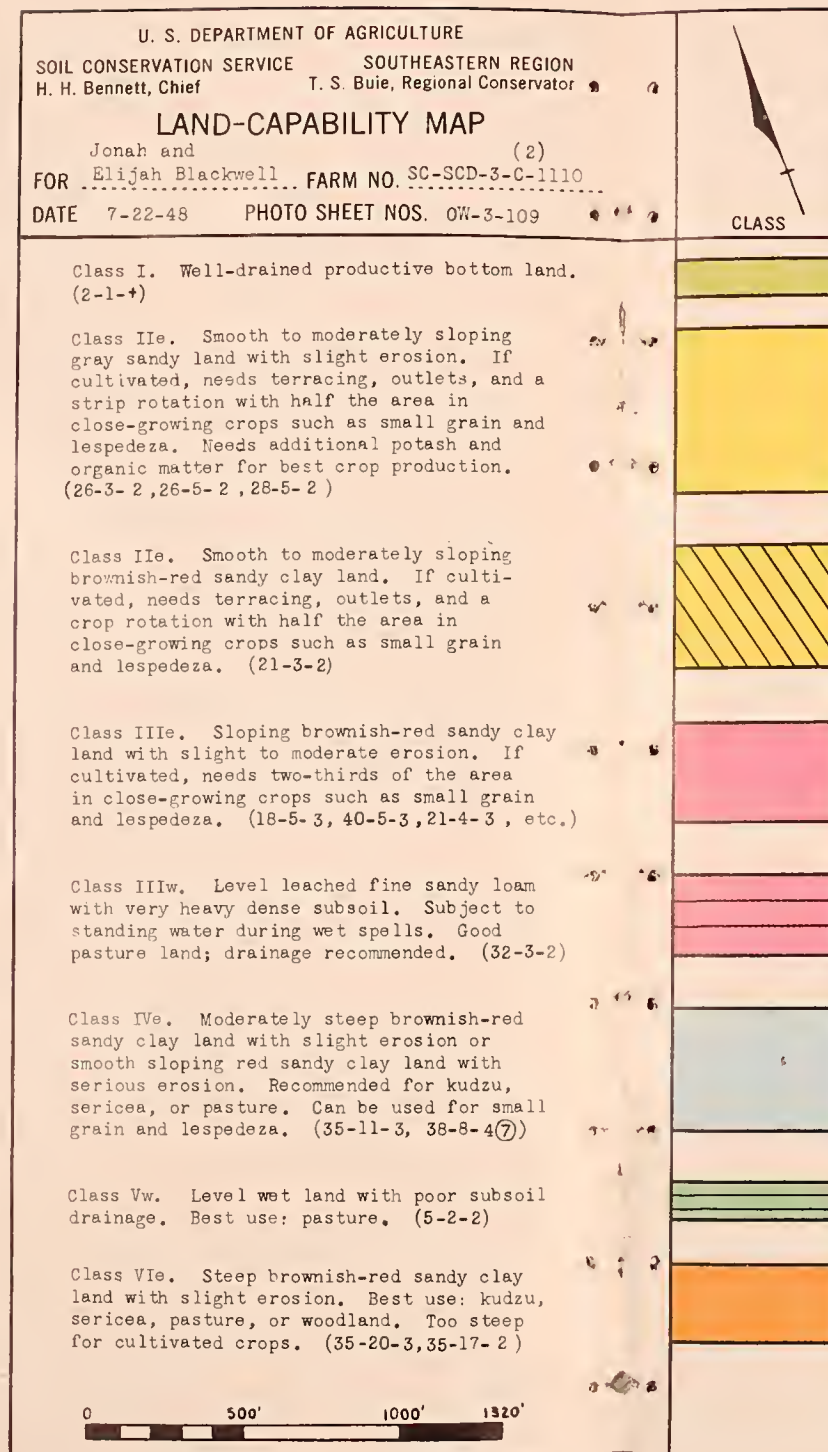 U. S. DEPARTMENT OF AGRICULTURE
SOIL CONSERVATION SERVICE SOUTHEASTERN REGION
H. H. Bennett, Chief T. S. Buie, Regional Conservator
LAND-CAPABILITY MAP
Jonah and (2)
FOR Elijah Blackwell FARM NO. SC-SCD-3-C-1110
DATE 7-22-48 PHOTO SHEET NOS. OW-3-109
CLASS
Class I. Well-drained productive bottom land.
(2-1-+)
Class IIe. Smooth to moderately sloping
gray sandy land with slight erosion. If
cultivated, needs terracing, outlets, and a
strip rotation with half the area in
close-growing crops such as small grain and
lespedeza. Needs additional potash and
organic matter for best crop production.
(26-3-2,26-5-2,28-5-2)
Class IIe. Smooth to moderately sloping
brownish-red sandy clay land. If culti-
vated, needs terracing, outlets, and a
crop rotation with half the area in
close-growing crops such as small grain
and lespedeza. (21-3-2)
Class IIIe. Sloping brownish-red sandy clay
land with slight to moderate erosion. If
cultivated, needs two-thirds of the area
in close-growing crops such as small grain
and lespedeza. (18-5-3, 40-5-3,21-4-3, etc.)
Class IIIw. Level leached fine sandy loam
with very heavy dense subsoil. Subject to
standing water during wet spells. Good
pasture land; drainage recommended. (32-3-2)
Class IVe. Moderately steep brownish-red
sandy clay land with slight erosion or
smooth sloping red sandy clay land with
serious erosion. Recommended for kudzu,
sericea, or pasture. Can be used for small
grain and lespedeza. (35-11-3, 38-8-4⑦)
Class Vw. Level wet land with poor subsoil
drainage. Best use: pasture. (5-2-2)
Class VIe. Steep brownish-red sandy clay
land with slight erosion. Best use: kudzu,
sericea, pasture, or woodland. Too steep
for cultivated crops. (35-20-3,35-17-2)
0 500' 1000' 1320'